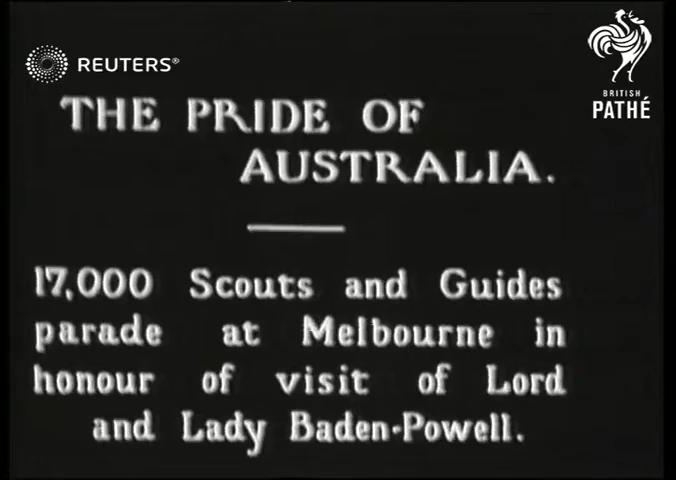 REUTERS®
BRITISH
PATHÉ
THE PRIDE OF
AUSTRALIA.
17,000 Scouts and Guides
parade at Melbourne in
honour of visit of Lord
and Lady Baden-Powell.